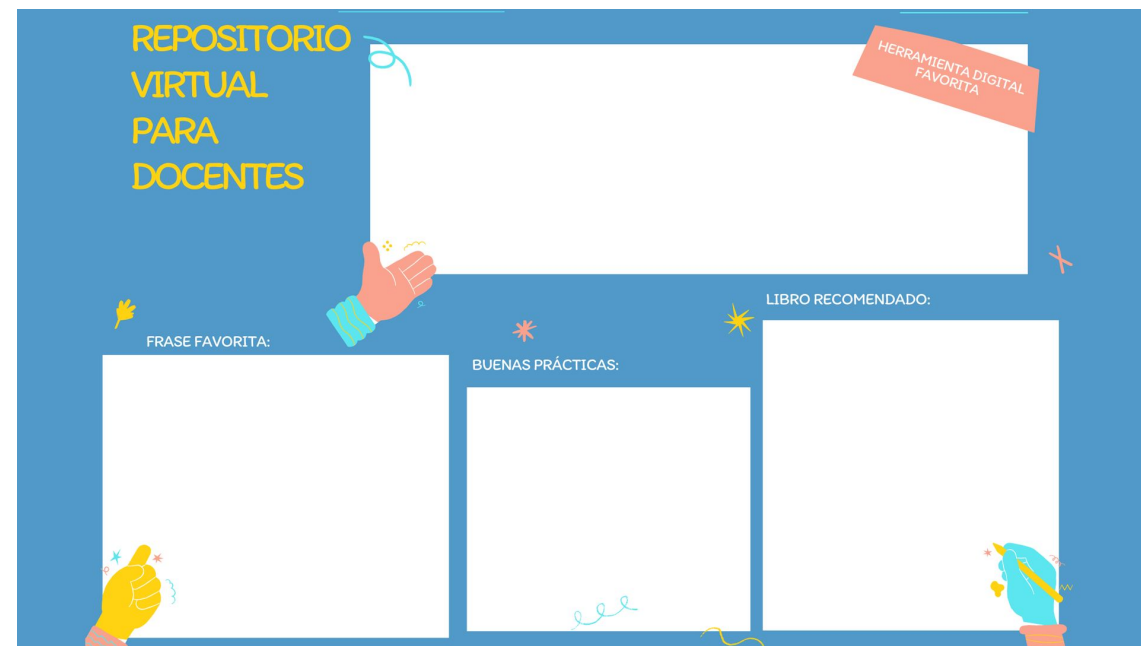 REPOSITORIO
VIRTUAL
PARA
DOCENTES
HERRAMIENTA DIGITAL
FAVORITA
LIBRO RECOMENDADO:
FRASE FAVORITA:
BUENAS PRÁCTICAS: